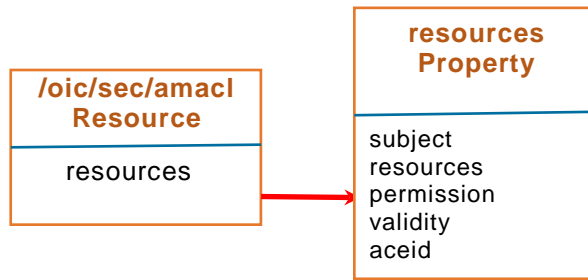 /oic/sec/amacl
Resource
resources
resources
Property
subject
resources
permission
validity
aceid